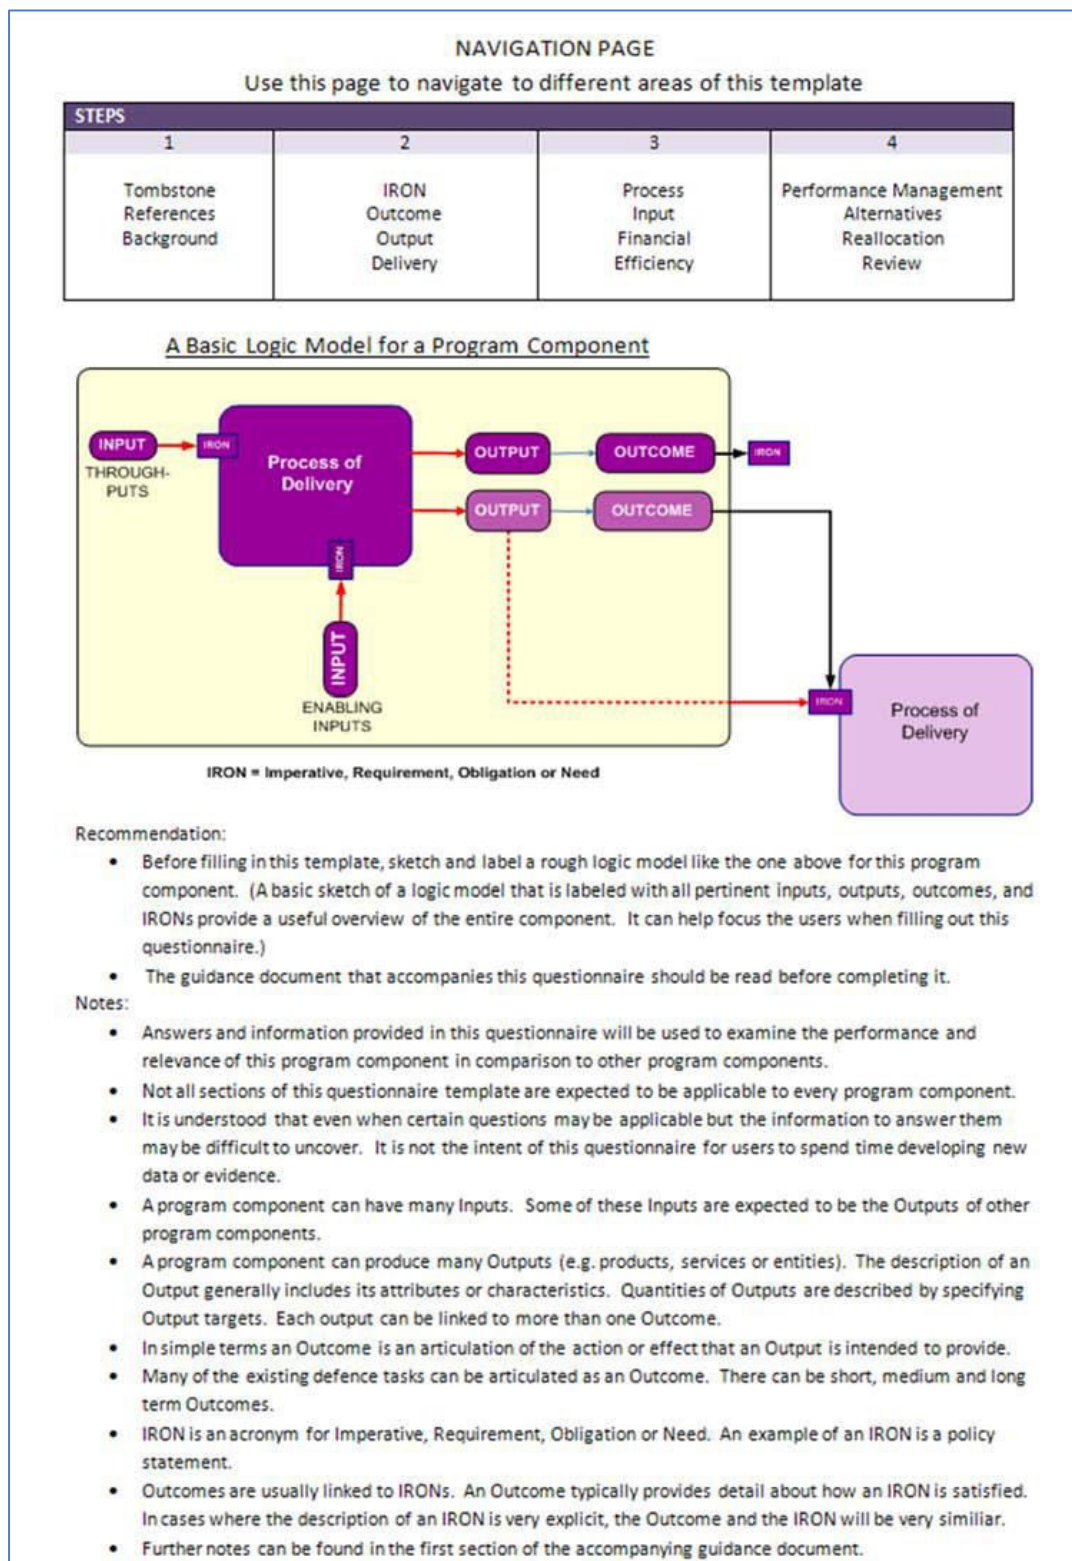 NAVIGATION PAGE
Use this page to navigate to different areas of this template
STEPS
1 2 3 4
Tombstone IRON Process Performance Management
References Outcome Input Alternatives
Background Output Financial Reallocation
Delivery Efficiency Review
A Basic Logic Model for a Program Component
INPUT IRON Process of Delivery OUTPUT OUTCOME IRON
THROUGH-
PUTS
OUTPUT OUTCOME
IRON
INPUT
ENABLING
INPUTS
IRON Process of
Delivery
IRON = Imperative, Requirement, Obligation or Need
Recommendation:
• Before filling in this template, sketch and label a rough logic model like the one above for this program
component. (A basic sketch of a logic model that is labeled with all pertinent inputs, outputs, outcomes, and
IRONs provide a useful overview of the entire component. It can help focus the users when filling out this
questionnaire.)
• The guidance document that accompanies this questionnaire should be read before completing it.
Notes:
• Answers and information provided in this questionnaire will be used to examine the performance and
relevance of this program component in comparison to other program components.
• Not all sections of this questionnaire template are expected to be applicable to every program component.
• It is understood that even when certain questions may be applicable but the information to answer them
may be difficult to uncover. It is not the intent of this questionnaire for users to spend time developing new
data or evidence.
• A program component can have many Inputs. Some of these Inputs are expected to be the Outputs of other
program components.
• A program component can produce many Outputs (e.g. products, services or entities). The description of an
Output generally includes its attributes or characteristics. Quantities of Outputs are described by specifying
Output targets. Each output can be linked to more than one Outcome.
• In simple terms an Outcome is an articulation of the action or effect that an Output is intended to provide.
• Many of the existing defence tasks can be articulated as an Outcome. There can be short, medium and long
term Outcomes.
• IRON is an acronym for Imperative, Requirement, Obligation or Need. An example of an IRON is a policy
statement.
• Outcomes are usually linked to IRONs. An Outcome typically provides detail about how an IRON is satisfied.
In cases where the description of an IRON is very explicit, the Outcome and the IRON will be very similiar.
• Further notes can be found in the first section of the accompanying guidance document.